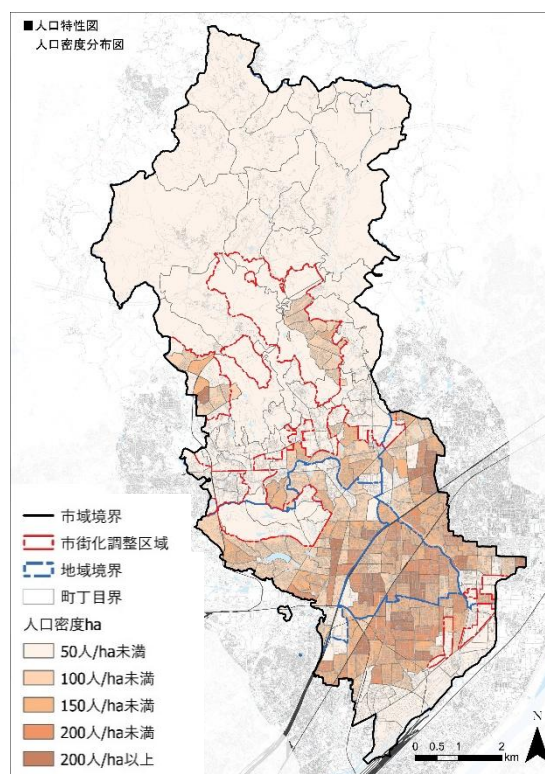 ■人口特性図
人口密度分布図
市域境界
市街化調整区域
地域境界
町丁目界
人口密度ha
50人/ha未満
100人/ha未満
150人/ha未満
200人/ha未満
200人/ha以上
N
0 0.5 1 2
km